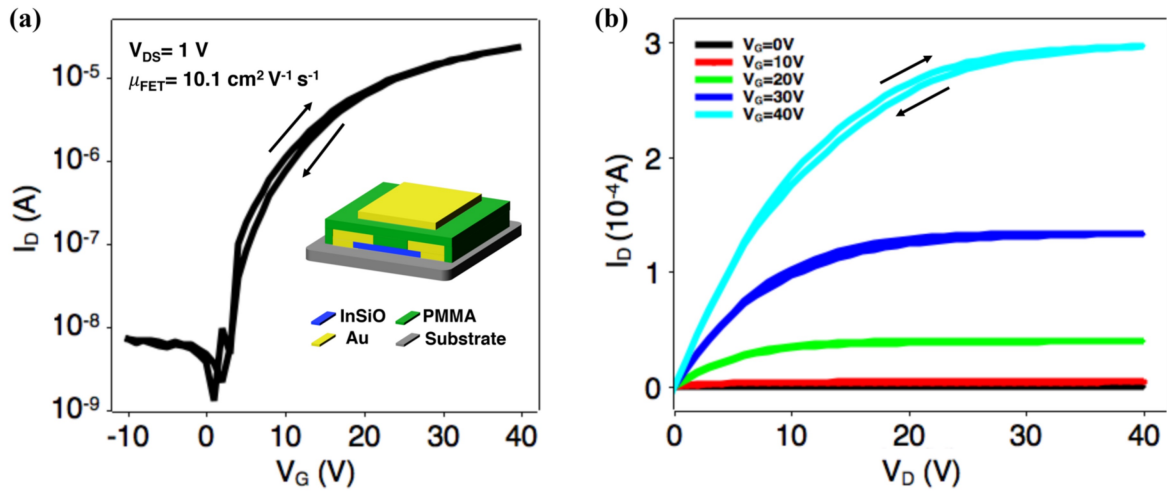 (a)
V_DS= 1 V
μ_FET= 10.1 cm² V⁻¹ s⁻¹
I_D (A)
10⁻⁵
10⁻⁶
10⁻⁷
10⁻⁸
10⁻⁹
InSiO PMMA
Au Substrate
-10 0 10 20 30 40
V_G (V)
(b)
V_G=0V
V_G=10V
V_G=20V
V_G=30V
V_G=40V
I_D (10⁻⁴A)
3
2
1
0
0 10 20 30 40
V_D (V)